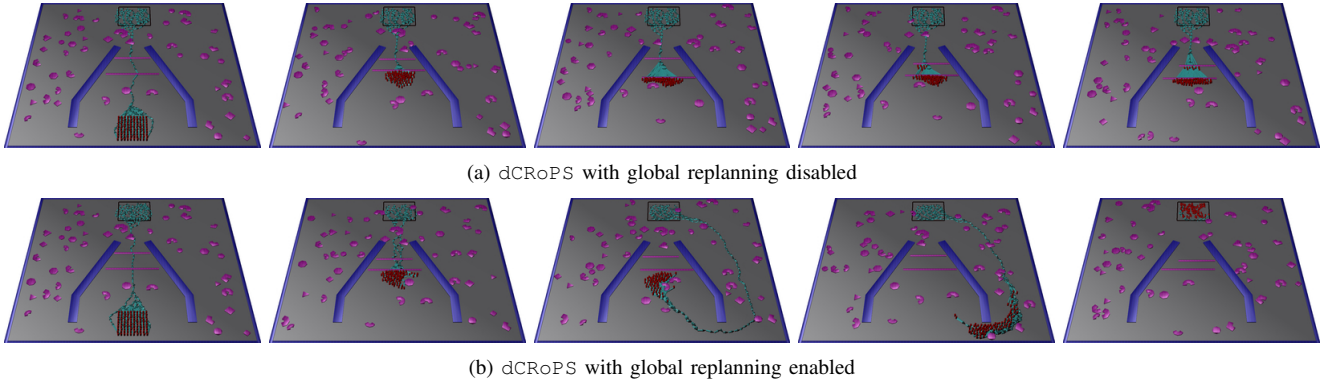 (a) dCRoPS with global replanning disabled
(b) dCRoPS with global replanning enabled